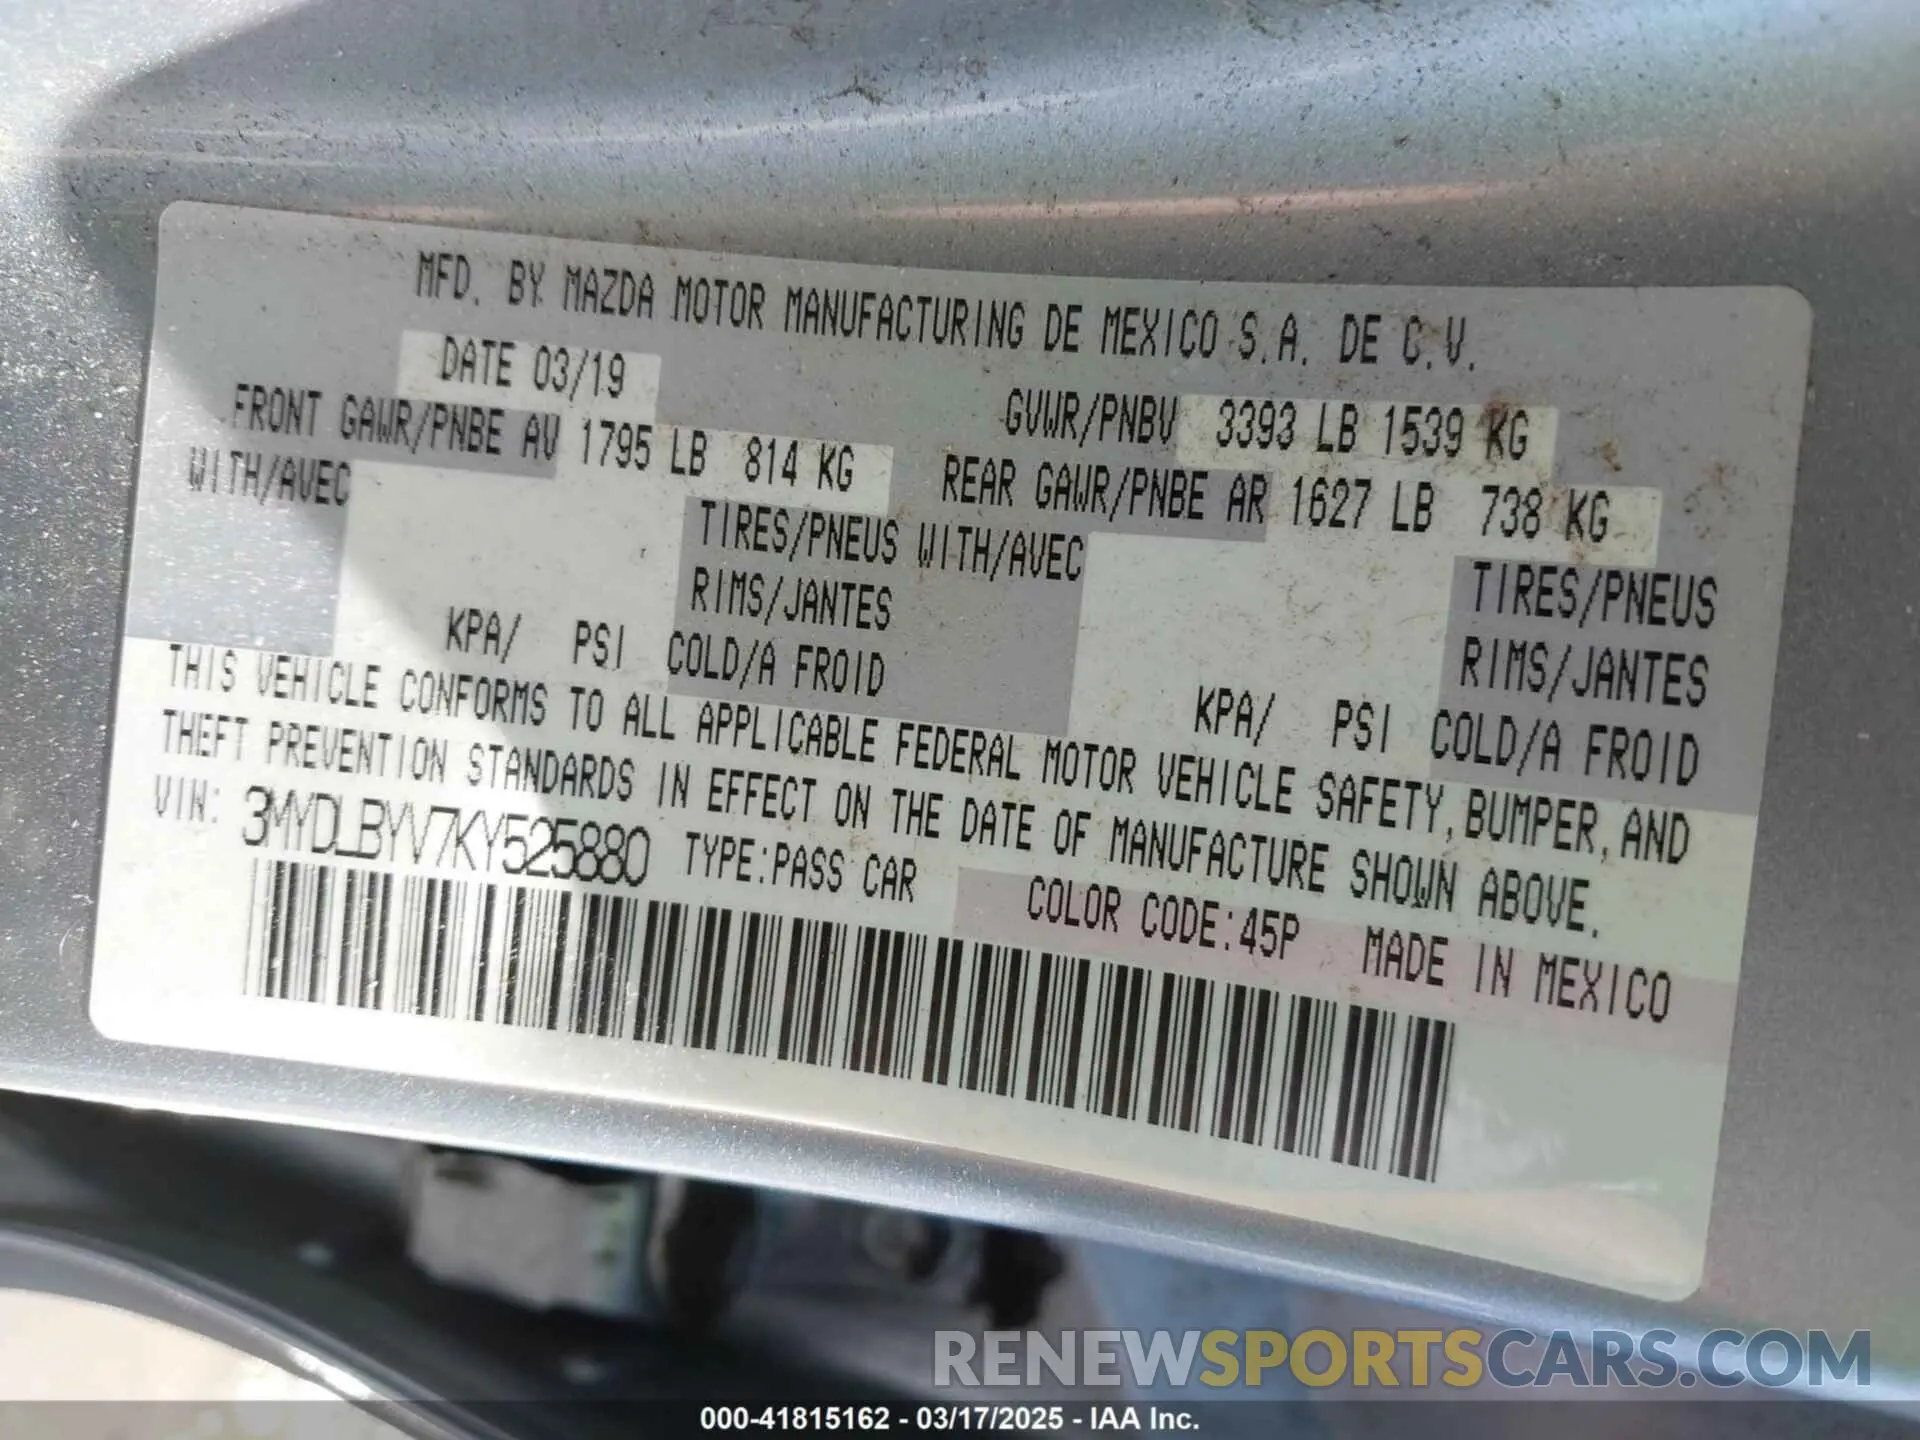 MFD. BY MAZDA MOTOR MANUFACTURING DE MEXICO S.A. DE C.V.
DATE 03/19
GVWR/PNBV 3393 LB 1539 KG
FRONT GAWR/PNBE AV 1795 LB 814 KG
REAR GAWR/PNBE AR 1627 LB 738 KG
WITH/AVEC
TIRES/PNEUS WITH/AVEC
TIRES/PNEUS
RIMS/JANTES
RIMS/JANTES
KPA/ PSI COLD/A FROID
KPA/ PSI COLD/A FROID
THIS VEHICLE CONFORMS TO ALL APPLICABLE FEDERAL MOTOR VEHICLE SAFETY, BUMPER, AND
THEFT PREVENTION STANDARDS IN EFFECT ON THE DATE OF MANUFACTURE SHOWN ABOVE.
VIN: 3MYDLBYV7KY525880 TYPE:PASS CAR
COLOR CODE:45P MADE IN MEXICO
RENEWSPORTSCARS.COM
000-41815162 - 03/17/2025 - IAA Inc.